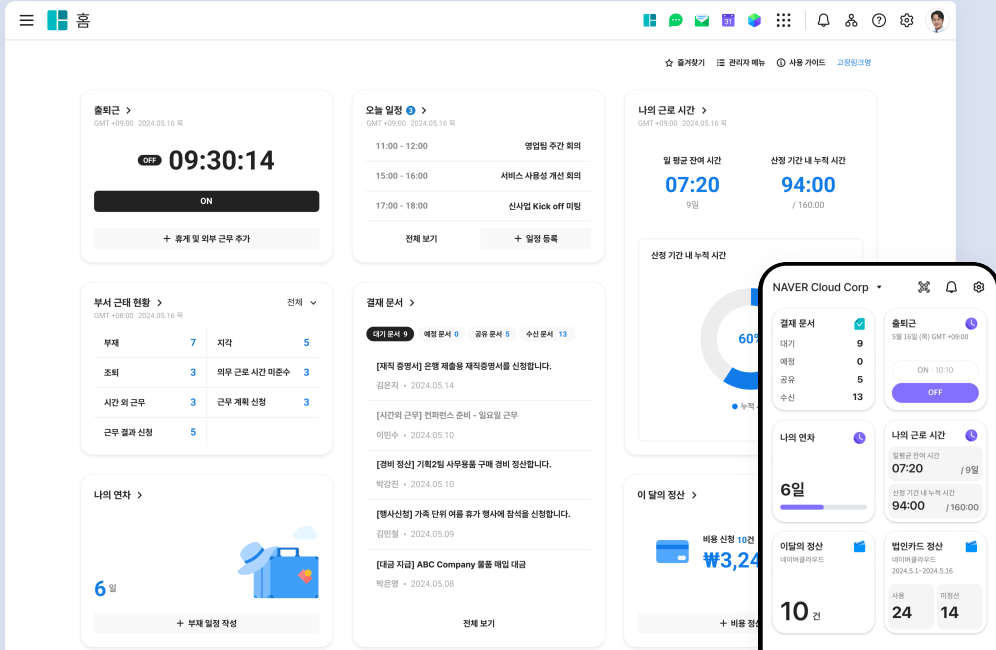 홈
31
즐겨찾기
관리자 메뉴
사용 가이드
고정링크명
출퇴근
GMT +09:00 2024.05.16 목
OFF 09:30:14
ON
+ 휴게 및 외부 근무 추가
오늘 일정 3
GMT +09:00 2024.05.16 목
11:00 - 12:00 영업팀 주간 회의
15:00 - 16:00 서비스 사용성 개선 회의
17:00 - 18:00 신사업 Kick off 미팅
전체 보기 + 일정 등록
나의 근로 시간
GMT +09:00 2024.05.16 목
일 평균 잔여 시간 산정 기간 내 누적 시간
07:20 94:00
9일 / 160:00
산정 기간 내 누적 시간
60%
누적
부서 근태 현황 전체
GMT +08:00 2024.05.16 목
부재 7 지각 5
조퇴 3 의무 근로 시간 미준수 3
시간 외 근무 3 근무 계획 신청 3
근무 결과 신청 5
결재 문서
대기 문서 9 예정 문서 0 공유 문서 5 수신 문서 13
[재직 증명서] 은행 제출용 재직증명서를 신청합니다.
김은지 • 2024.05.14
[시간외 근무] 컨퍼런스 준비 - 일요일 근무
이민수 • 2024.05.10
[경비 정산] 기획2팀 사무용품 구매 경비 정산합니다.
박강진 • 2024.05.10
[행사신청] 가족 단위 여름 휴가 행사에 참석을 신청합니다.
김민철 • 2024.05.09
[대금 지급] ABC Company 물품 매입 대금
박은영 • 2024.05.08
전체 보기
나의 연차
6 일
+ 부재 일정 작성
이 달의 정산
비용 신청 10건
₩3,24
+ 비용 정산
NAVER Cloud Corp
결재 문서
대기 9
예정 0
공유 5
수신 13
출퇴근
5월 16일 (목) GMT +09:00
ON · 10:10
OFF
나의 연차
6일
나의 근로 시간
일평균 잔여 시간
07:20 / 9일
산정 기간 내 누적 시간
94:00 / 160:00
이달의 정산
네이버클라우드
10 건
법인카드 정산
네이버클라우드
2024.5.1~2024.5.16
사용 미정산
24 14